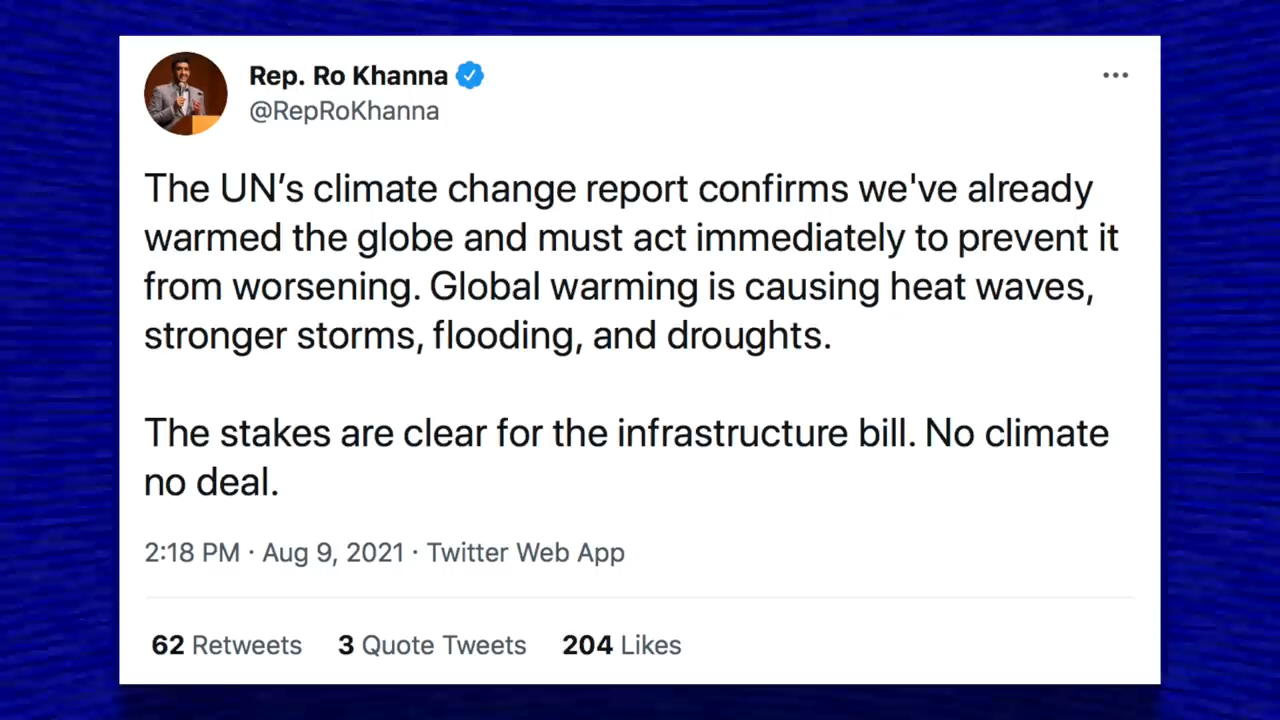 Rep. Ro Khanna
@RepRoKhanna
The UN’s climate change report confirms we've already
warmed the globe and must act immediately to prevent it
from worsening. Global warming is causing heat waves,
stronger storms, flooding, and droughts.
The stakes are clear for the infrastructure bill. No climate
no deal.
2:18 PM · Aug 9, 2021 · Twitter Web App
62 Retweets 3 Quote Tweets 204 Likes